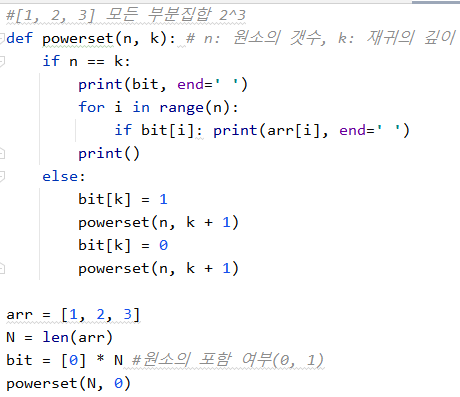 #[1, 2, 3] 모든 부분집합 2^3
def powerset(n, k): # n: 원소의 갯수, k: 재귀의 깊이
    if n == k:
        print(bit, end=' ')
        for i in range(n):
            if bit[i]: print(arr[i], end=' ')
        print()
    else:
        bit[k] = 1
        powerset(n, k + 1)
        bit[k] = 0
        powerset(n, k + 1)
arr = [1, 2, 3]
N = len(arr)
bit = [0] * N #원소의 포함 여부(0, 1)
powerset(N, 0)